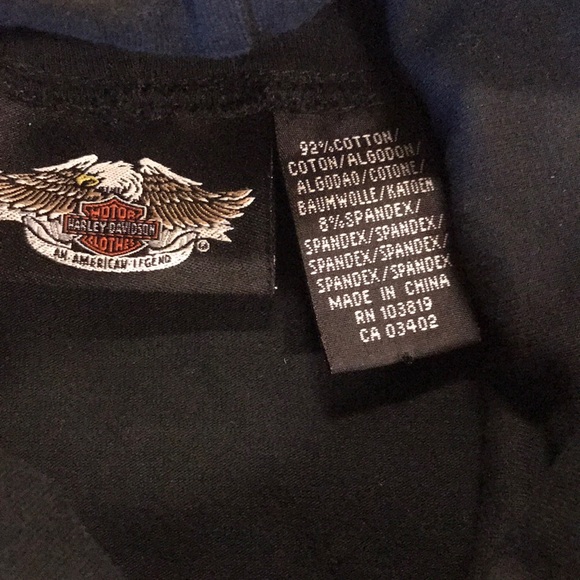 MOTOR
HARLEY-DAVIDSON
CLOTHES
AN AMERICAN LEGEND
®
92%COTTON/
COTON/ALGODON/
ALGODAO/COTONE/
BAUMWOLLE/KATOEN
8%SPANDEX/
SPANDEX/SPANDEX/
SPANDEX/SPANDEX/
SPANDEX/SPANDEX
MADE IN CHINA
RN 103819
CA 03402